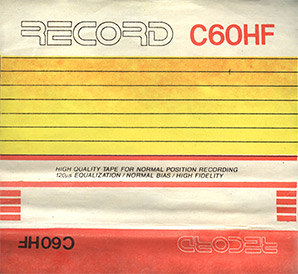 RECORD C60HF
HIGH QUALITY TAPE FOR NORMAL POSITION RECORDING
120µs EQUALIZATION / NORMAL BIAS / HIGH FIDELITY
C60HF RECORD